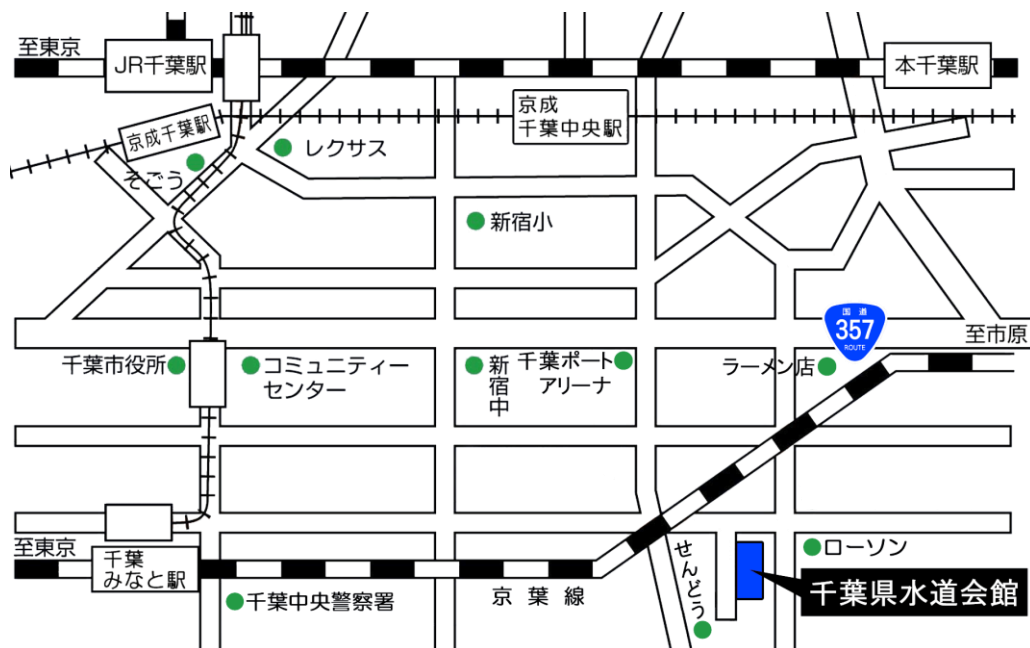 至東京
JR千葉駅
本千葉駅
京成千葉駅
京成
千葉中央駅
レクサス
そごう
新宿小
国道
357
ROUTE
至市原
千葉市役所
コミュニティー
センター
新宿中
千葉ポート
アリーナ
ラーメン店
至東京
千葉
みなと駅
千葉中央警察署
京葉線
せんどう
ローソン
千葉県水道会館